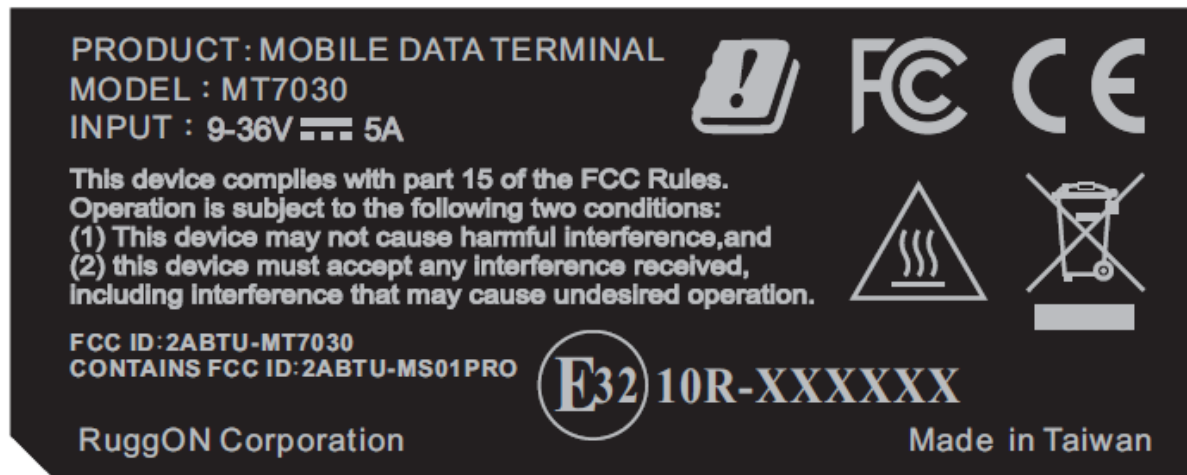 PRODUCT: MOBILE DATA TERMINAL
MODEL : MT7030
INPUT : 9-36V 5A
FC CE
This device complies with part 15 of the FCC Rules.
Operation is subject to the following two conditions:
(1) This device may not cause harmful interference,and
(2) this device must accept any interference received,
including interference that may cause undesired operation.
FCC ID:2ABTU-MT7030
CONTAINS FCC ID:2ABTU-MS01PRO
E32 10R-XXXXXX
RuggON Corporation
Made in Taiwan